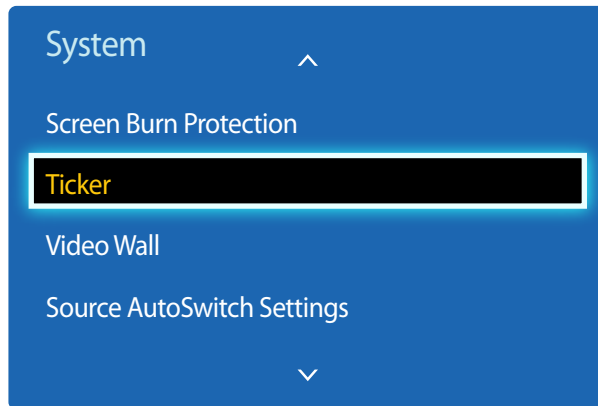 System
Screen Burn Protection
Ticker
Video Wall
Source AutoSwitch Settings